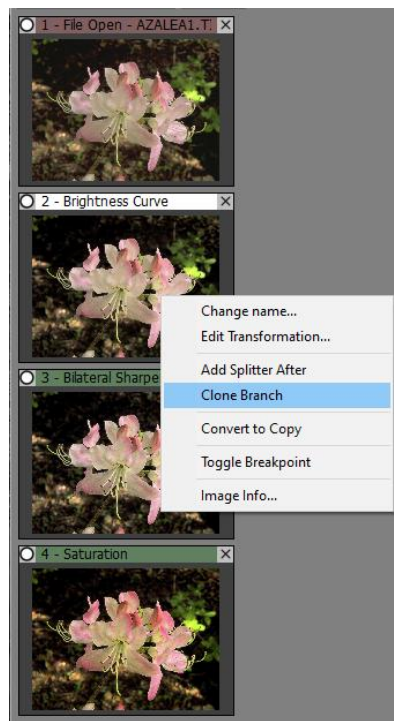 1 - File Open - AZALEA1.T
2 - Brightness Curve
Change name...
Edit Transformation...
Add Splitter After
3 - Bilateral Sharpe
Clone Branch
Convert to Copy
Toggle Breakpoint
Image Info...
4 - Saturation